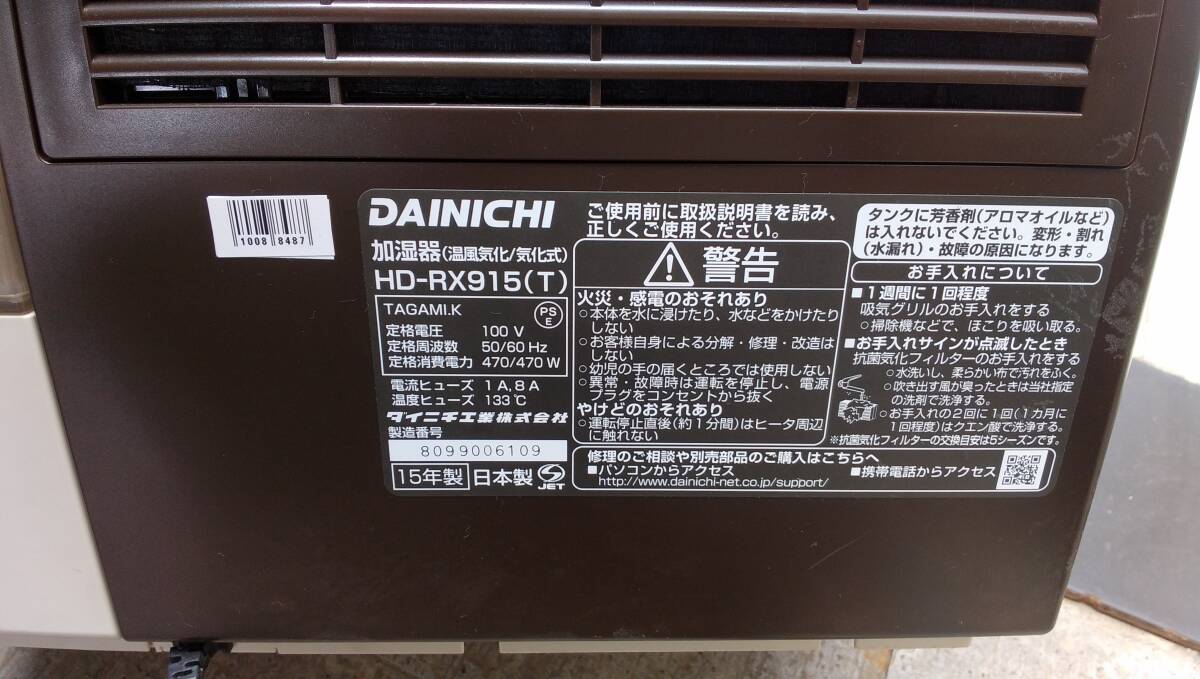 1008 8487
DAINICHI
加湿器(温風気化/気化式)
HD-RX915(T)
TAGAMI.K
PS
E
定格電圧 100 V
定格周波数 50/60 Hz
定格消費電力 470/470 W
電流ヒューズ 1A,8A
温度ヒューズ 133℃
ダイニチ工業株式会社
製造番号
8099006109
15年製 日本製 JET
ご使用前に取扱説明書を読み、
正しくご使用ください。
警告
火災・感電のおそれあり
○本体を水に浸けたり、水などをかけたり
しない
○お客様自身による分解・修理・改造は
しない
○幼児の手の届くところでは使用しない
○異常・故障時は運転を停止し、電源
プラグをコンセントから抜く
やけどのおそれあり
○運転停止直後(約1分間)はヒータ周辺
に触れない
タンクに芳香剤(アロマオイルなど)
は入れないでください。変形・割れ
(水漏れ)・故障の原因になります。
お手入れについて
■1週間に1回程度
吸気グリルのお手入れをする
○掃除機などで、ほこりを吸い取る。
■お手入れサインが点滅したとき
抗菌気化フィルターのお手入れをする
○水洗いし、柔らかい布で汚れをふく。
○吹き出す風が臭ったときは当社指定
の洗剤で洗浄する。
○お手入れの2回に1回(1カ月に
1回程度)はクエン酸で洗浄する。
※抗菌気化フィルターの交換目安は5シーズンです。
修理のご相談や別売部品のご購入はこちらへ
■パソコンからアクセス
http://www.dainichi-net.co.jp/support/
■携帯電話からアクセス